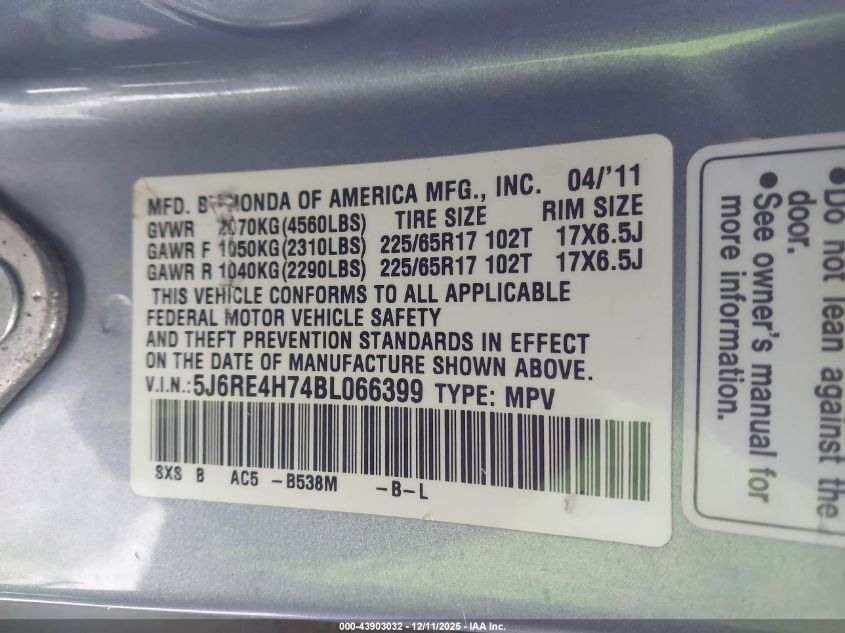 MFD. BY HONDA OF AMERICA MFG., INC. 04/'11
GVWR 2070KG(4560LBS) TIRE SIZE RIM SIZE
GAWR F 1050KG(2310LBS) 225/65R17 102T 17X6.5J
GAWR R 1040KG(2290LBS) 225/65R17 102T 17X6.5J
THIS VEHICLE CONFORMS TO ALL APPLICABLE
FEDERAL MOTOR VEHICLE SAFETY
AND THEFT PREVENTION STANDARDS IN EFFECT
ON THE DATE OF MANUFACTURE SHOWN ABOVE.
V.I.N.:5J6RE4H74BL066399 TYPE: MPV
SXS B AC5 -B538M -B-L
•Do not lean against the
door.
•See owner's manual for
more information.
000-43903032 - 12/11/2025 - IAA Inc.